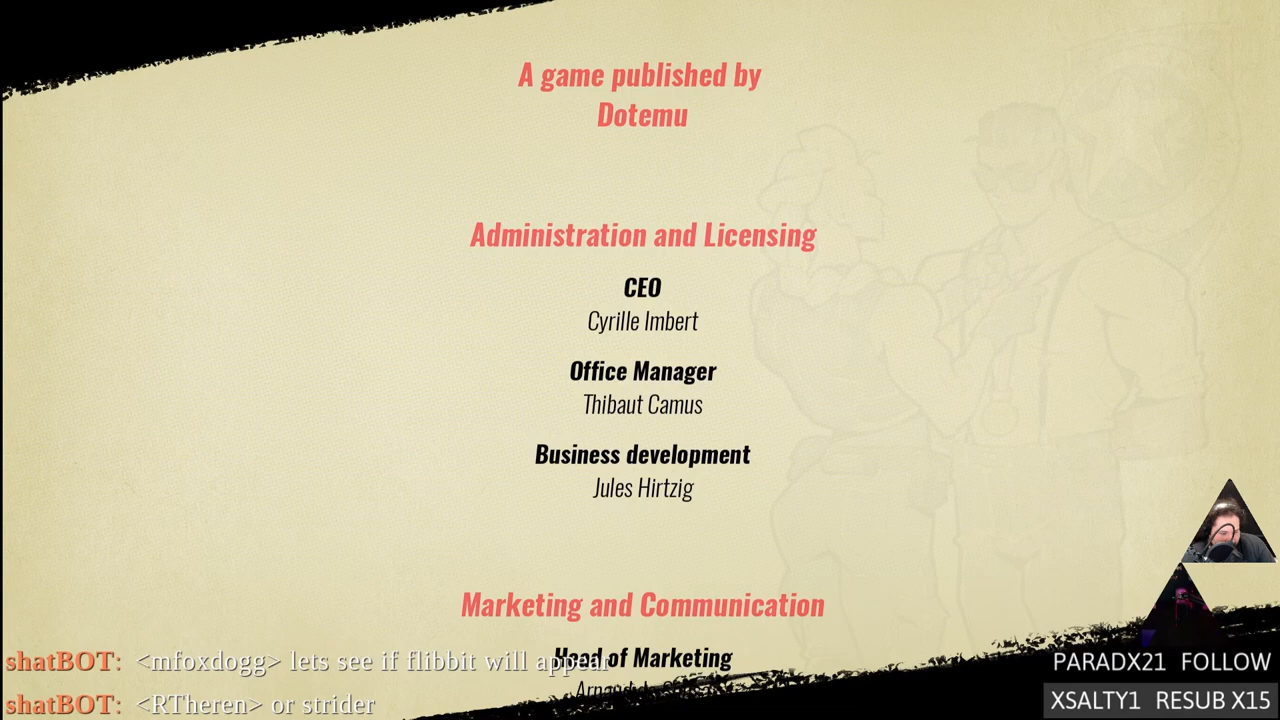 A game published by
Dotemu
Administration and Licensing
CEO
Cyrille Imbert
Office Manager
Thibaut Camus
Business development
Jules Hirtzig
Marketing and Communication
Head of Marketing
shatBOT: <mfoxdogg> lets see if flibbit will appear
shatBOT: <RTheren> or strider
PARADX21 FOLLOW
XSALTY1 RESUB X15